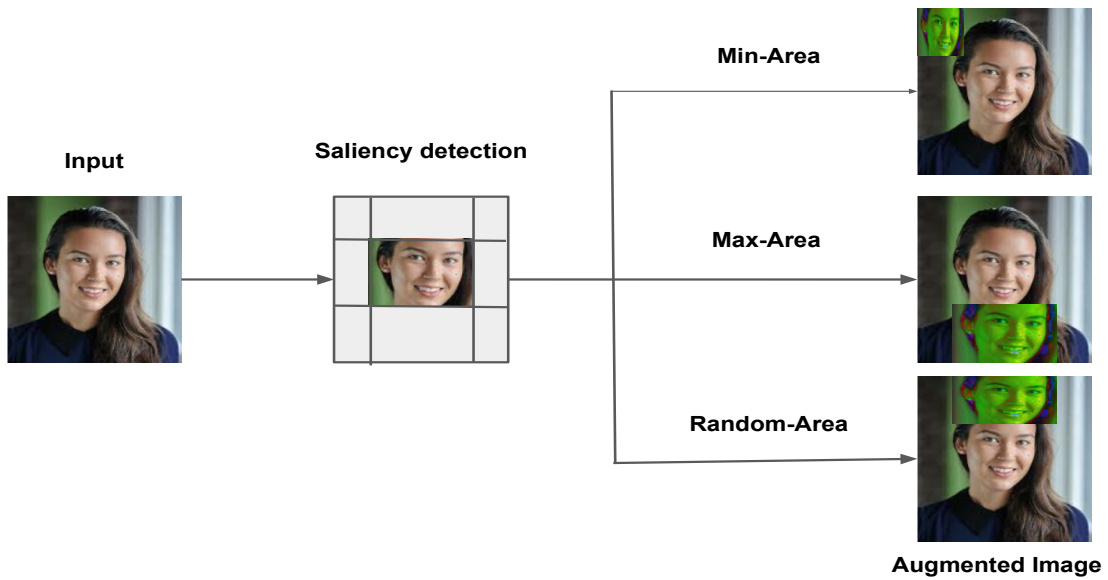 Input
Saliency detection
Min-Area
Max-Area
Random-Area
Augmented Image